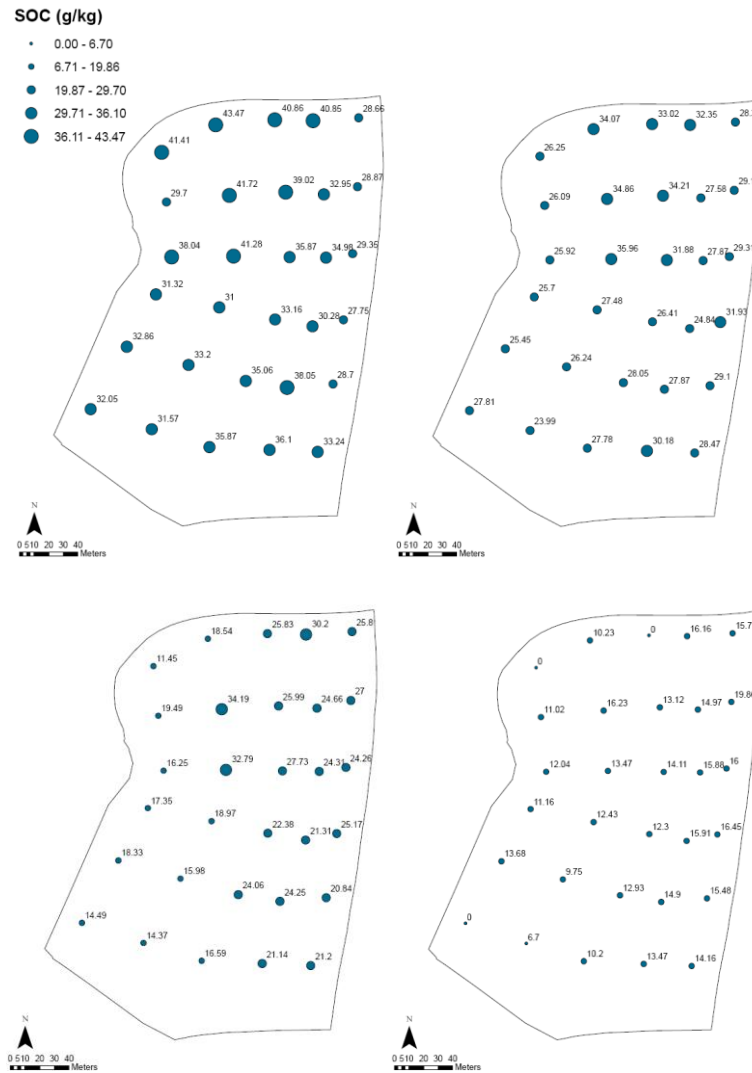 SOC (g/kg)
0.00 - 6.70
6.71 - 19.86
19.87 - 29.70
29.71 - 36.10
36.11 - 43.47
43.47 40.86 40.85 28.66
41.41
29.7 41.72 39.02 32.95 28.87
38.04 41.28 35.87 34.98 29.35
31.32 31 33.16 30.28 27.75
32.86 33.2 35.06 38.05 28.7
32.05 31.57 35.87 36.1 33.24
N
0 5 10 20 30 40 Meters
34.07 33.02 32.35
26.25
26.09 34.86 34.21 27.58
25.92 35.96 31.88 27.87 29.31
25.7 27.48 26.41 24.84 31.93
25.45 26.24 28.05 27.87 29.1
27.81 23.99 27.78 30.18 28.47
N
0 5 10 20 30 40 Meters
18.54 25.83 30.2 25.8
11.45
19.49 34.19 25.99 24.66 27
16.25 32.79 27.73 24.31 24.26
17.35 18.97 22.38 21.31 25.17
18.33 15.98 24.06 24.25 20.84
14.49 14.37 16.59 21.14 21.2
N
0 5 10 20 30 40 Meters
10.23 0 16.16 15.7
0
11.02 16.23 13.12 14.97 19.86
12.04 13.47 14.11 15.88 16
11.16 12.43 12.3 15.91 16.45
13.68 9.75 12.93 14.9 15.48
0 6.7 10.2 13.47 14.16
N
0 5 10 20 30 40 Meters